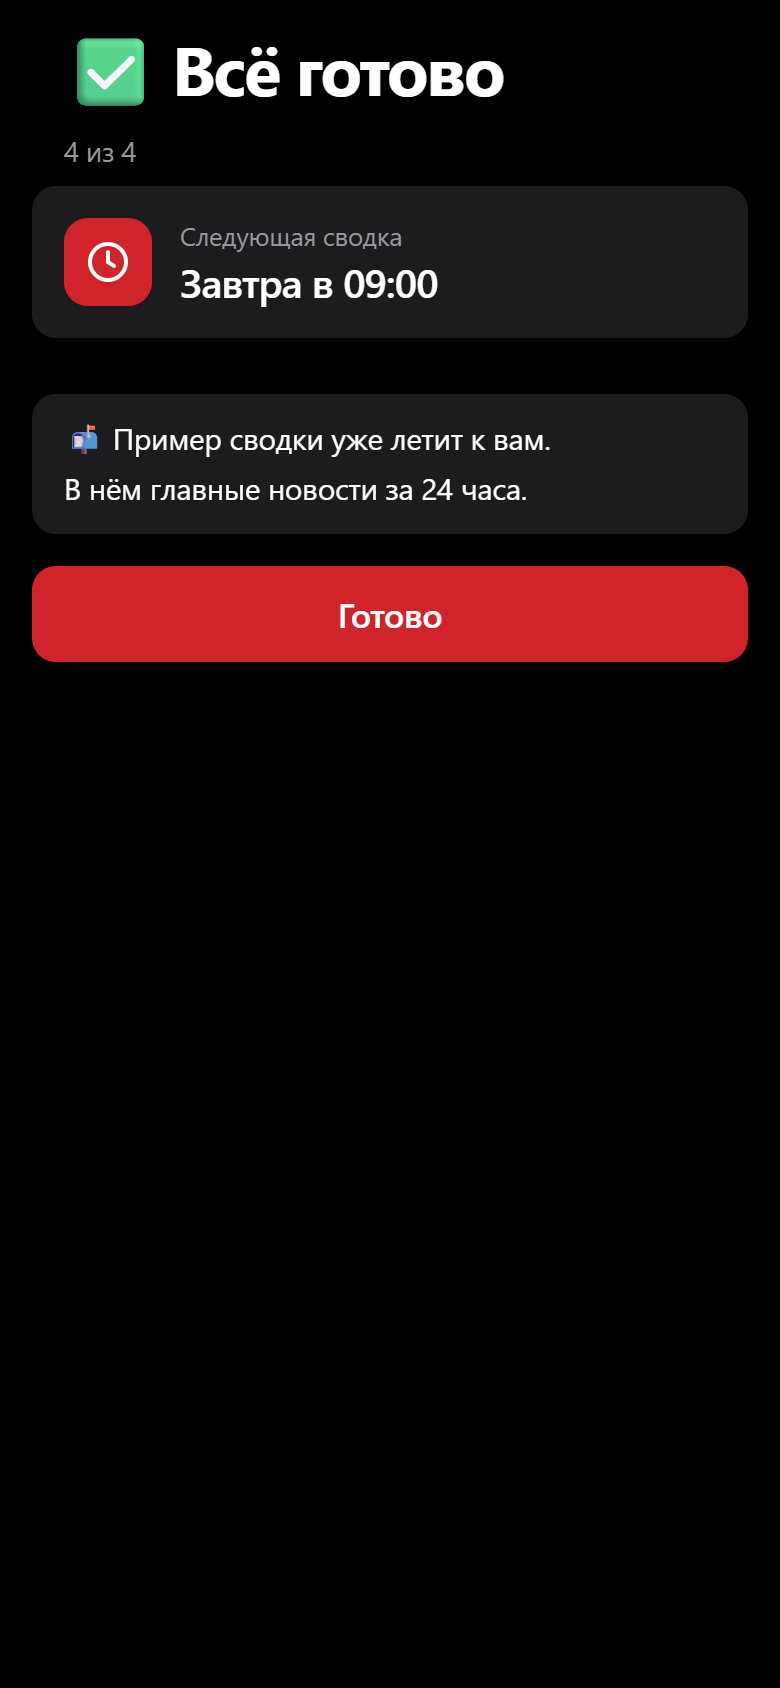 ✅ Всё готово
4 из 4
Следующая сводка
Завтра в 09:00
📬 Пример сводки уже летит к вам.
В нём главные новости за 24 часа.
Готово